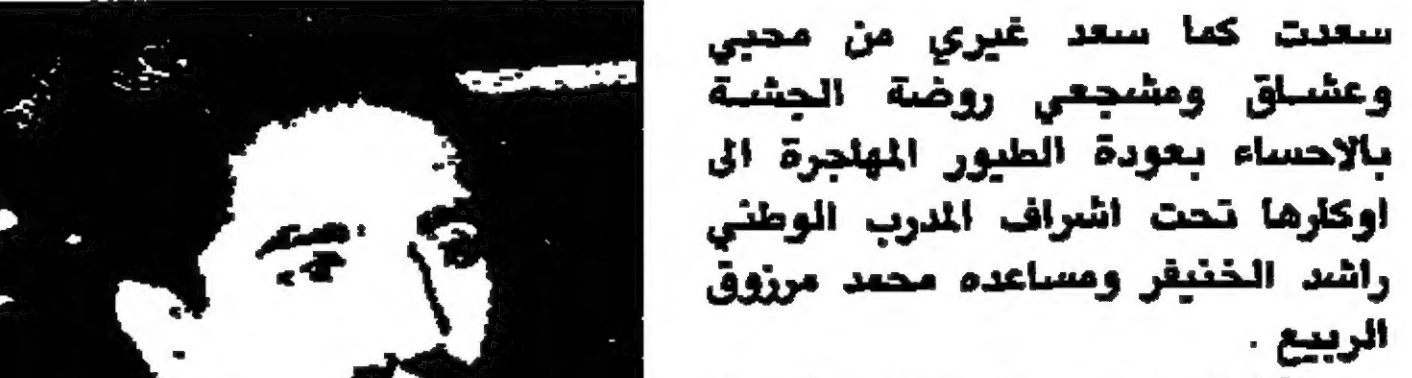 سعدت كما سعد غيري من محبي
وعشاق ومشجعي روضة الجشة
بالاحساء بعودة الطيور المهاجرة الى
اوكارها تحت اشراف المدرب الوطني
راشد الخنيفر ومساعده محمد مرزوق
الربيع .